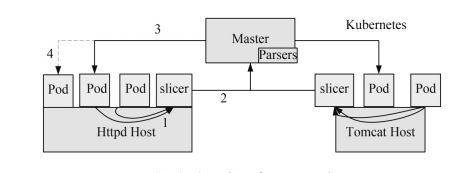 3
Master
Kubernetes
Parsers
4
Pod
Pod
Pod
slicer
2
slicer
Pod
Pod
1
Httpd Host
Tomcat Host